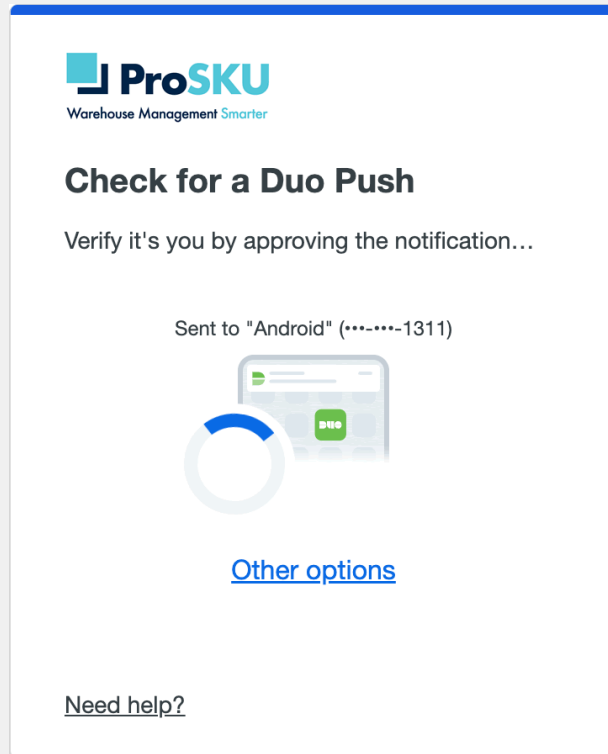 ProSKU
Warehouse Management Smarter
Check for a Duo Push
Verify it's you by approving the notification...
Sent to "Android" (•••-•••-1311)
DUO
Other options
Need help?